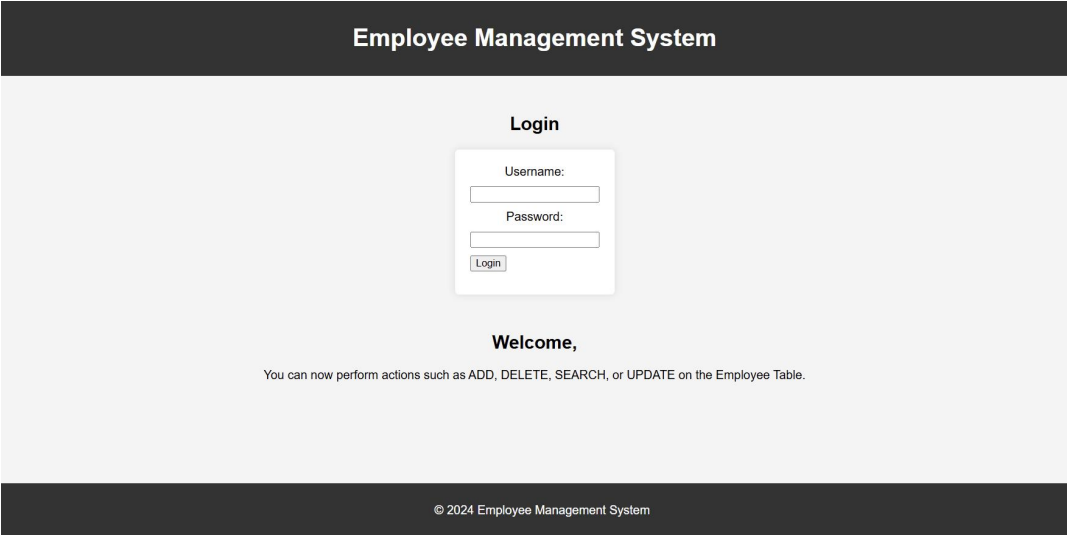 Employee Management System
Login
Username:
Password:
Login
Welcome,
You can now perform actions such as ADD, DELETE, SEARCH, or UPDATE on the Employee Table.
© 2024 Employee Management System